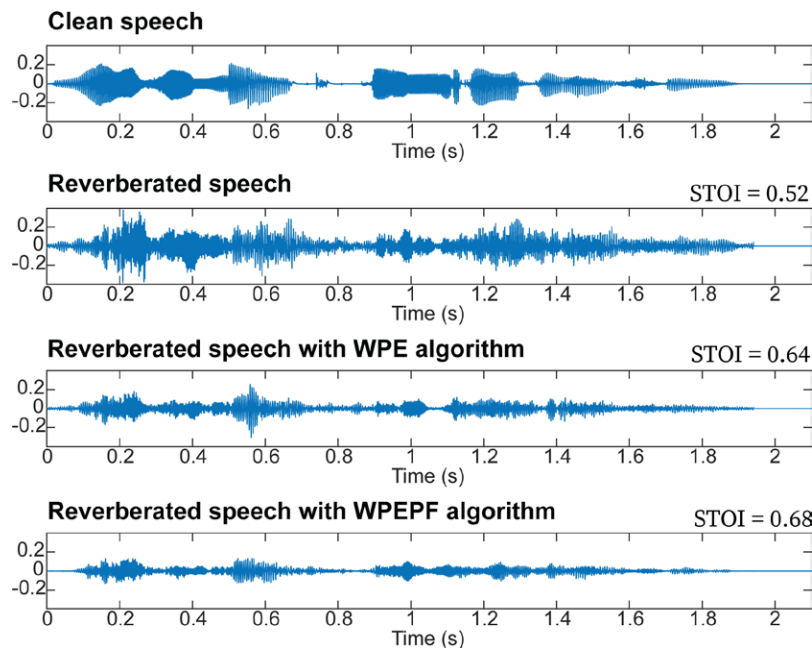 Clean speech
0.2
0
-0.2
0 0.2 0.4 0.6 0.8 1 1.2 1.4 1.6 1.8 2
Time (s)
Reverberated speech STOI = 0.52
0.2
0
-0.2
0 0.2 0.4 0.6 0.8 1 1.2 1.4 1.6 1.8 2
Time (s)
Reverberated speech with WPE algorithm STOI = 0.64
0.2
0
-0.2
0 0.2 0.4 0.6 0.8 1 1.2 1.4 1.6 1.8 2
Time (s)
Reverberated speech with WPEPF algorithm STOI = 0.68
0.2
0
-0.2
0 0.2 0.4 0.6 0.8 1 1.2 1.4 1.6 1.8 2
Time (s)